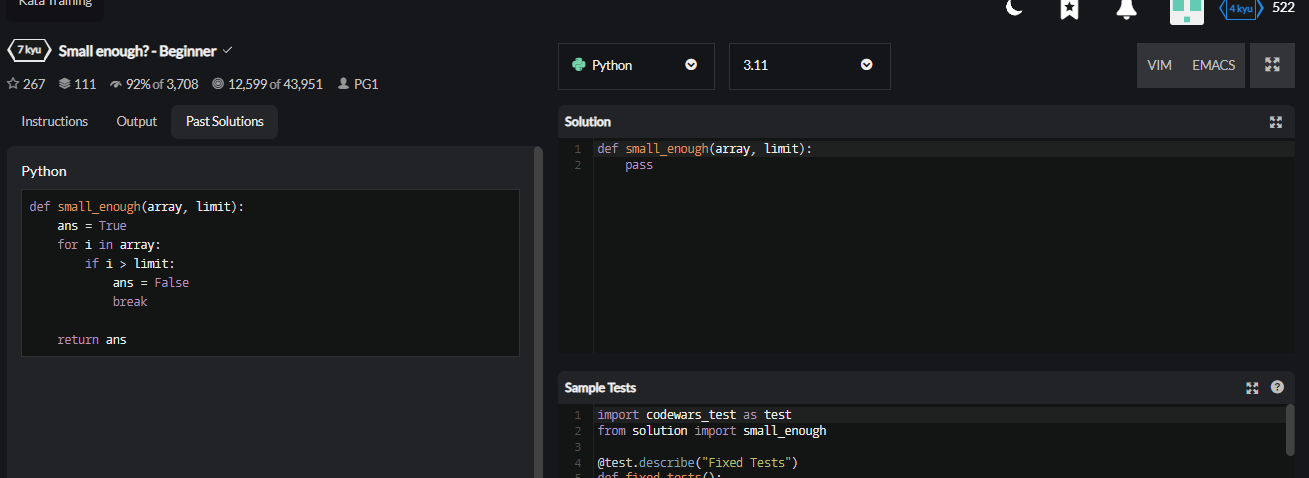 Kata Training
4 kyu 522
7 kyu Small enough? - Beginner
267 111 92% of 3,708 12,599 of 43,951 PG1
Instructions Output Past Solutions
Python
def small_enough(array, limit):
    ans = True
    for i in array:
        if i > limit:
            ans = False
            break
    return ans
Python 3.11 VIM EMACS
Solution
1 def small_enough(array, limit):
2     pass
Sample Tests
1 import codewars_test as test
2 from solution import small_enough
3
4 @test.describe("Fixed Tests")
5 def fixed_tests():